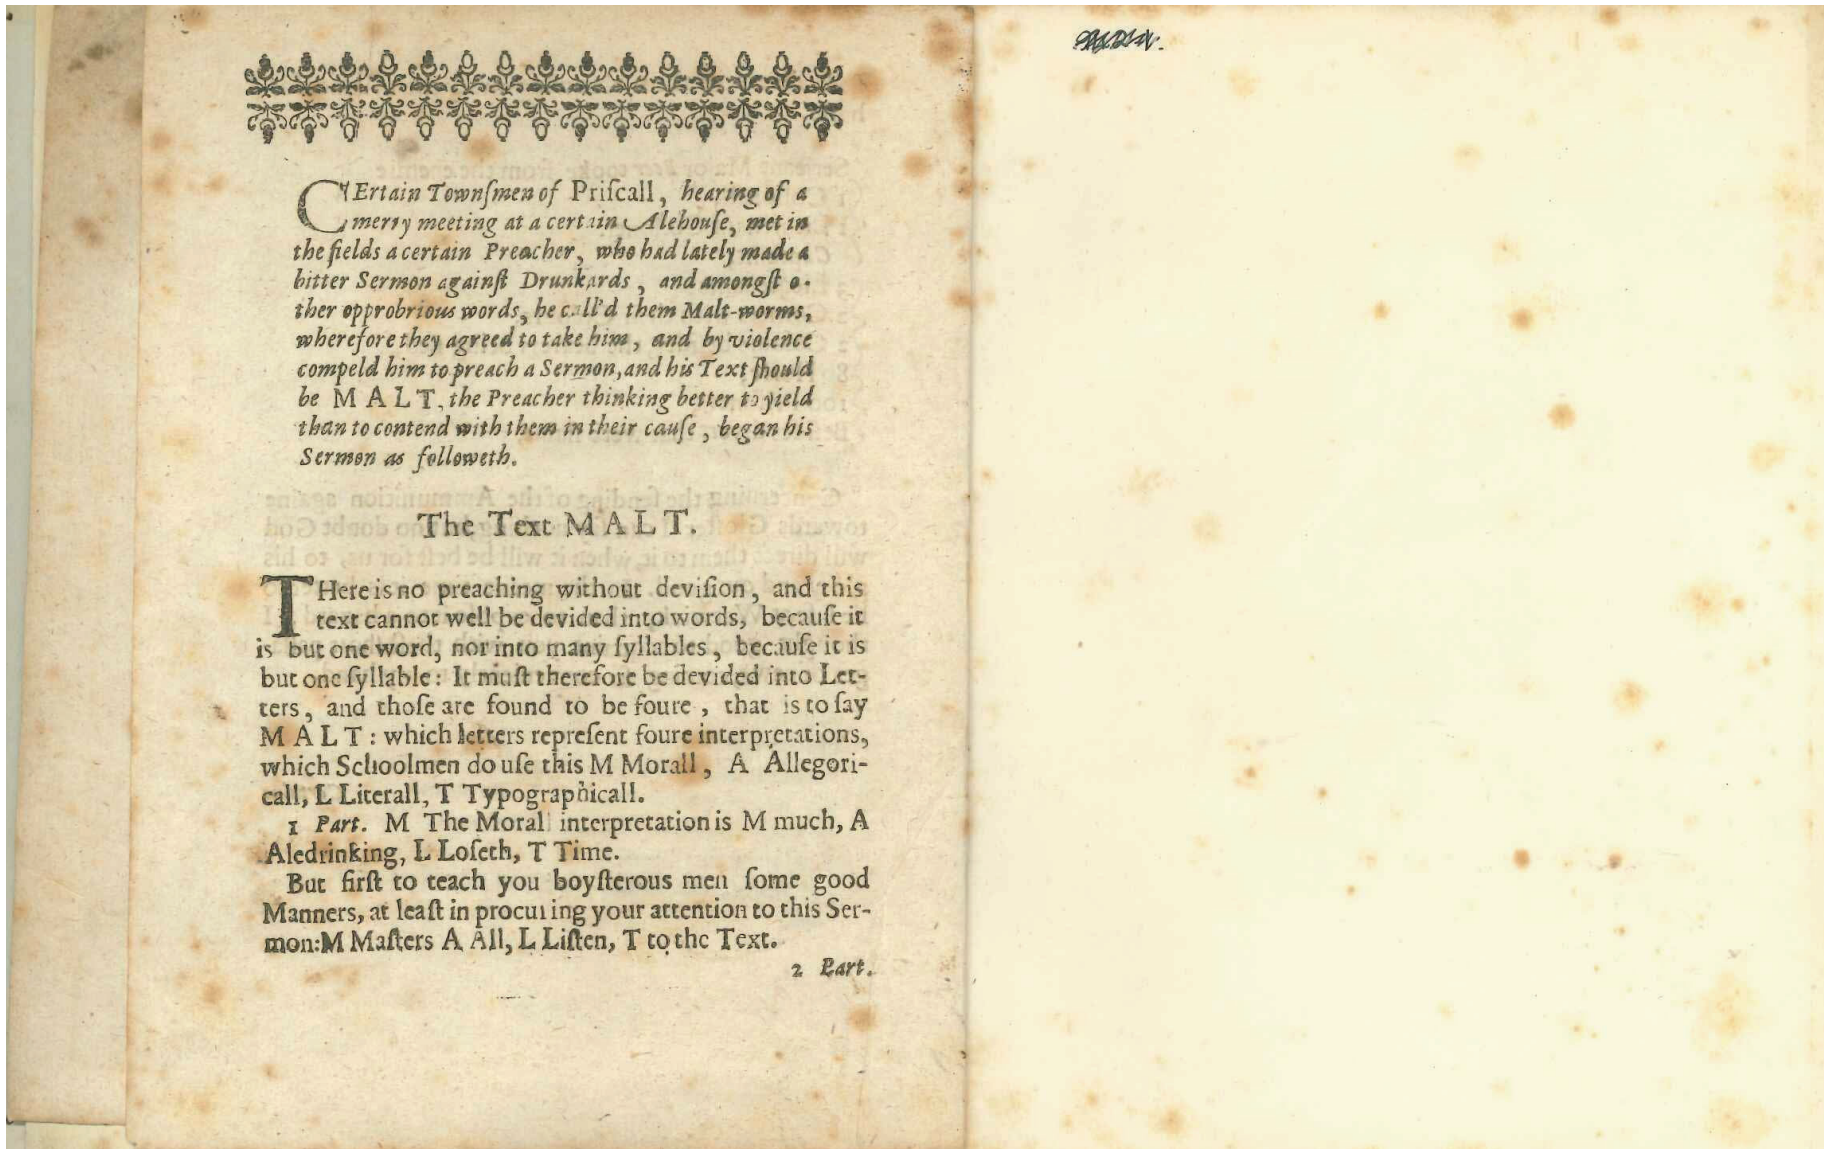 CErtain Townſmen of Priſcall, hearing of a
merry meeting at a certain Alehouſe, met in
the fields a certain Preacher, who had lately made a
bitter Sermon againſt Drunkards, and amongſt o-
ther opprobrious words, he call'd them Malt-worms,
wherefore they agreed to take him, and by violence
compeld him to preach a Sermon, and his Text ſhould
be MALT, the Preacher thinking better to yield
than to contend with them in their cauſe, began his
Sermon as followeth.
The Text MALT.
THere is no preaching without deviſion, and this
text cannot well be devided into words, becauſe it
is but one word, nor into many ſyllables, becauſe it is
but one ſyllable: It muſt therefore be devided into Let-
ters, and thoſe are found to be foure, that is to ſay
MALT: which letters repreſent foure interpretations,
which Schoolmen do uſe this M Morall, A Allegori-
call, L Literall, T Typographicall.
1 Part. M The Moral interpretation is M much, A
Aledrinking, L Loſeth, T Time.
But firſt to teach you boyſterous men ſome good
Manners, at leaſt in procuring your attention to this Ser-
mon: M Maſters A All, L Liſten, T to the Text.
2 Part.